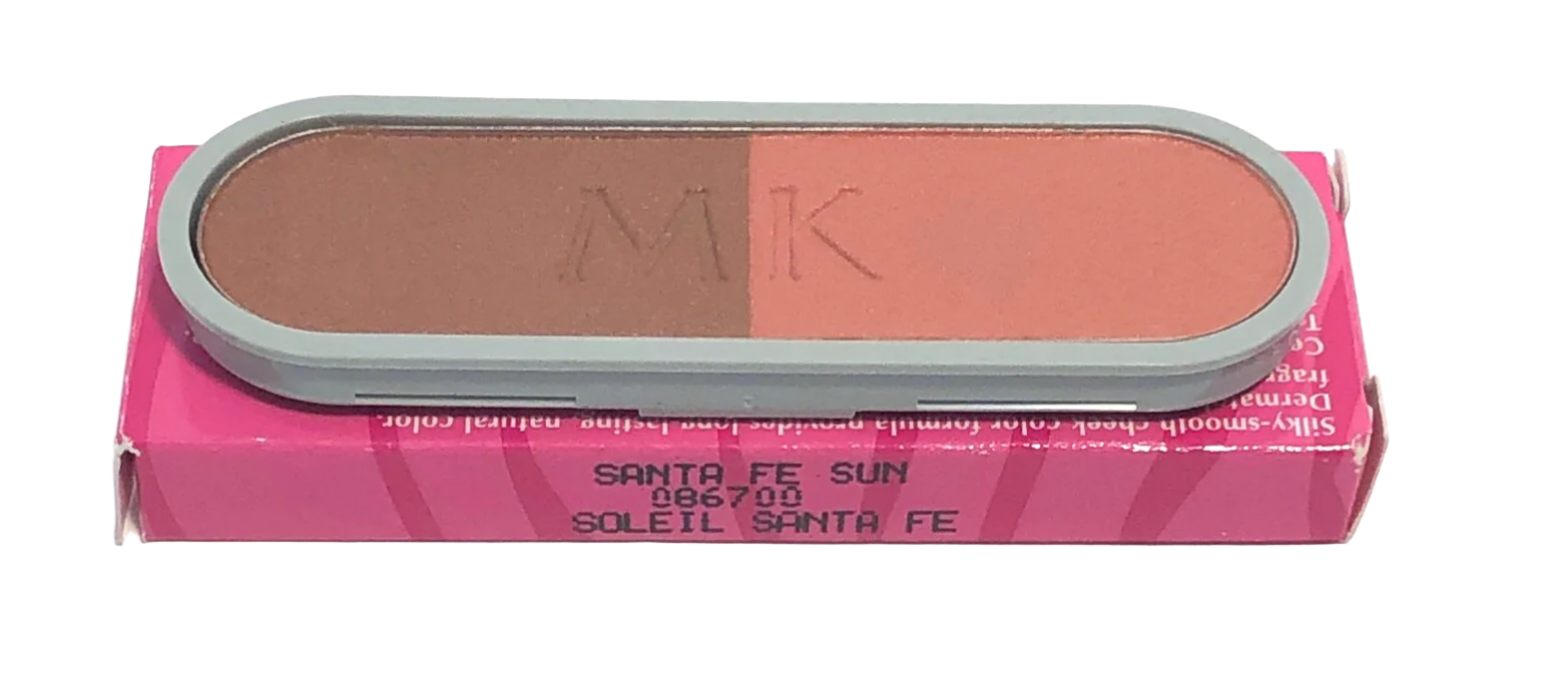 MK
Silky-smooth cheek color formula provides long-lasting, natural color.
SANTA FE SUN
086700
SOLEIL SANTA FE